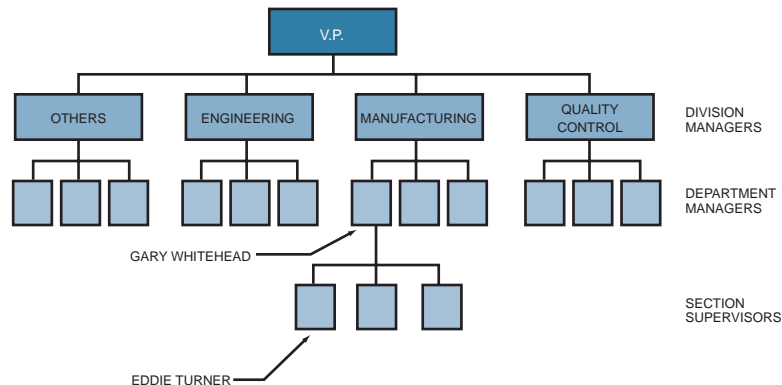 V.P.
OTHERS
ENGINEERING
MANUFACTURING
QUALITY
CONTROL
DIVISION
MANAGERS
DEPARTMENT
MANAGERS
GARY WHITEHEAD
SECTION
SUPERVISORS
EDDIE TURNER